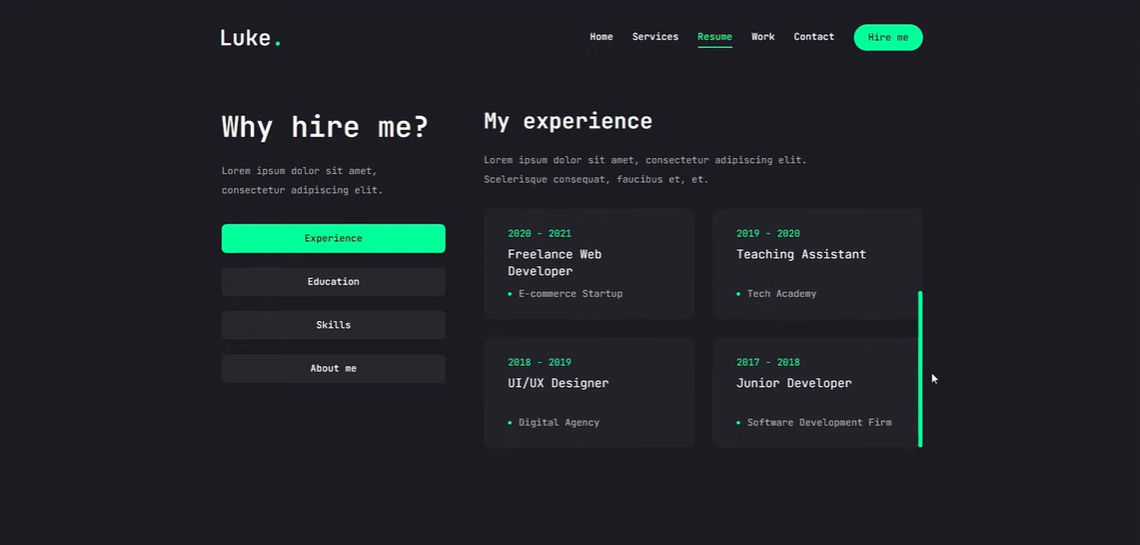 Luke.
Home Services Resume Work Contact Hire me
Why hire me?
Lorem ipsum dolor sit amet,
consectetur adipiscing elit.
Experience
Education
Skills
About me
My experience
Lorem ipsum dolor sit amet, consectetur adipiscing elit.
Scelerisque consequat, faucibus et, et.
2020 - 2021
Freelance Web
Developer
• E-commerce Startup
2019 - 2020
Teaching Assistant
• Tech Academy
2018 - 2019
UI/UX Designer
• Digital Agency
2017 - 2018
Junior Developer
• Software Development Firm